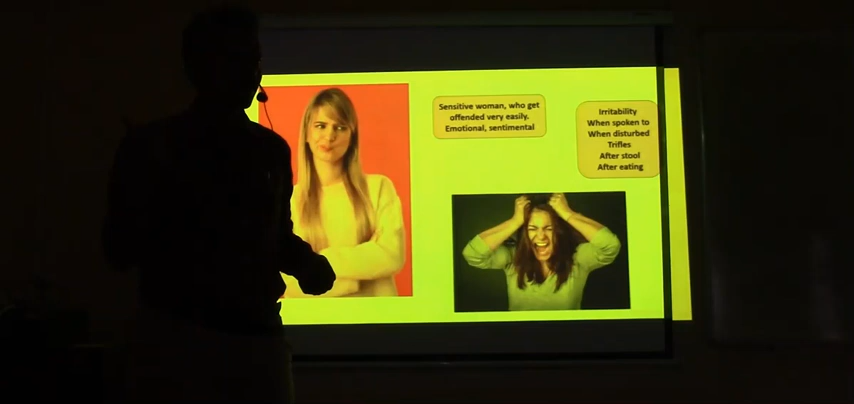 Sensitive woman, who get
offended very easily.
Emotional, sentimental
Irritability
When spoken to
When disturbed
Trifles
After stool
After eating